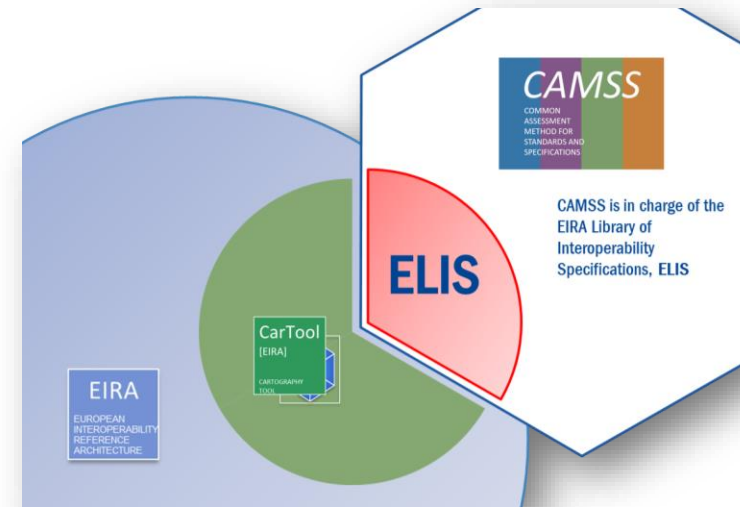 CAMSS
COMMON
ASSESSMENT
METHOD FOR
STANDARDS AND
SPECIFICATIONS
CAMSS is in charge of the
EIRA Library of
Interoperability
Specifications, ELIS
ELIS
CarTool
[EIRA]
CARTOGRAPHY
TOOL
EIRA
EUROPEAN
INTEROPERABILITY
REFERENCE
ARCHITECTURE